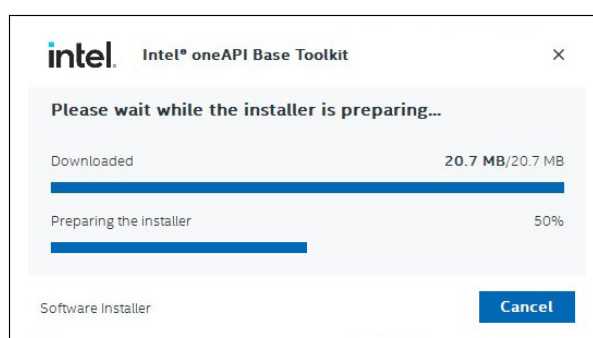 intel. Intel® oneAPI Base Toolkit ×
Please wait while the installer is preparing...
Downloaded 20.7 MB/20.7 MB
Preparing the installer 50%
Software Installer Cancel